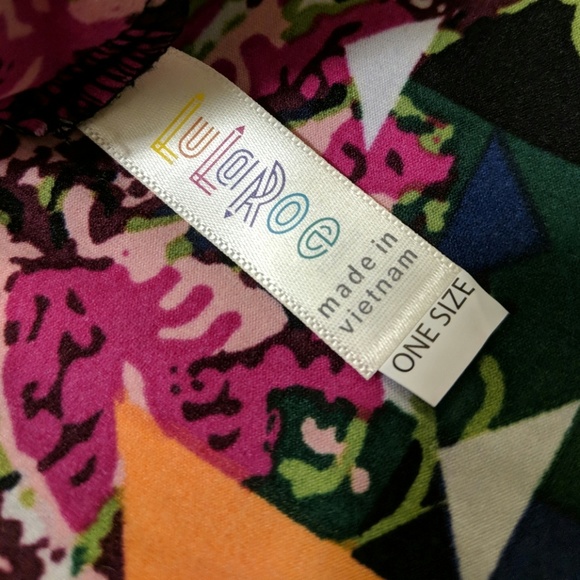 LuLaRoe
made in
vietnam
ONE SIZE